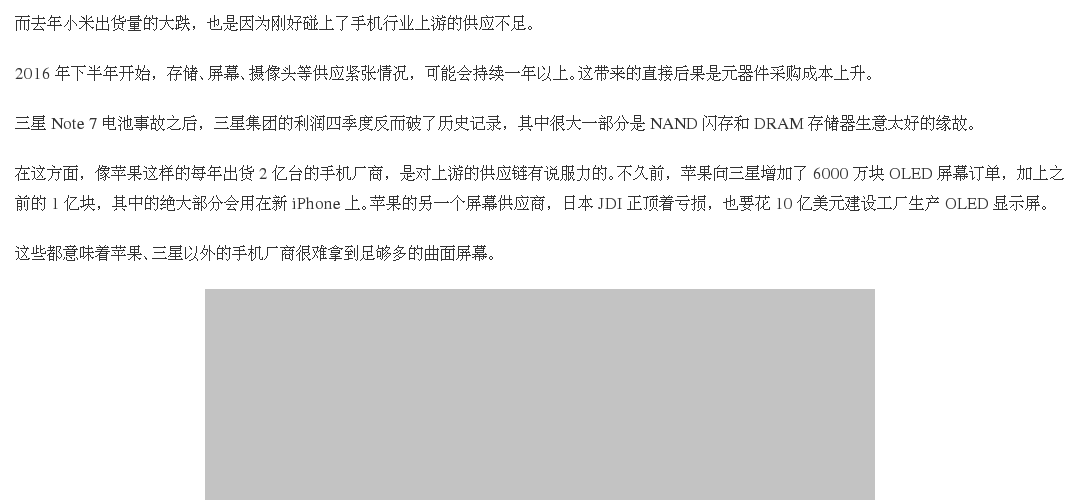 而去年小米出货量的大跌，也是因为刚好碰上了手机行业上游的供应不足。
2016 年下半年开始，存储、屏幕、摄像头等供应紧张情况，可能会持续一年以上。这带来的直接后果是元器件采购成本上升。
三星 Note 7 电池事故之后，三星集团的利润四季度反而破了历史记录，其中很大一部分是 NAND 闪存和 DRAM 存储器生意太好的缘故。
在这方面，像苹果这样的每年出货 2 亿台的手机厂商，是对上游的供应链有说服力的。不久前，苹果向三星增加了 6000 万块 OLED 屏幕订单，加上之
前的 1 亿块，其中的绝大部分会用在新 iPhone 上。苹果的另一个屏幕供应商，日本 JDI 正顶着亏损，也要花 10 亿美元建设工厂生产 OLED 显示屏。
这些都意味着苹果、三星以外的手机厂商很难拿到足够多的曲面屏幕。